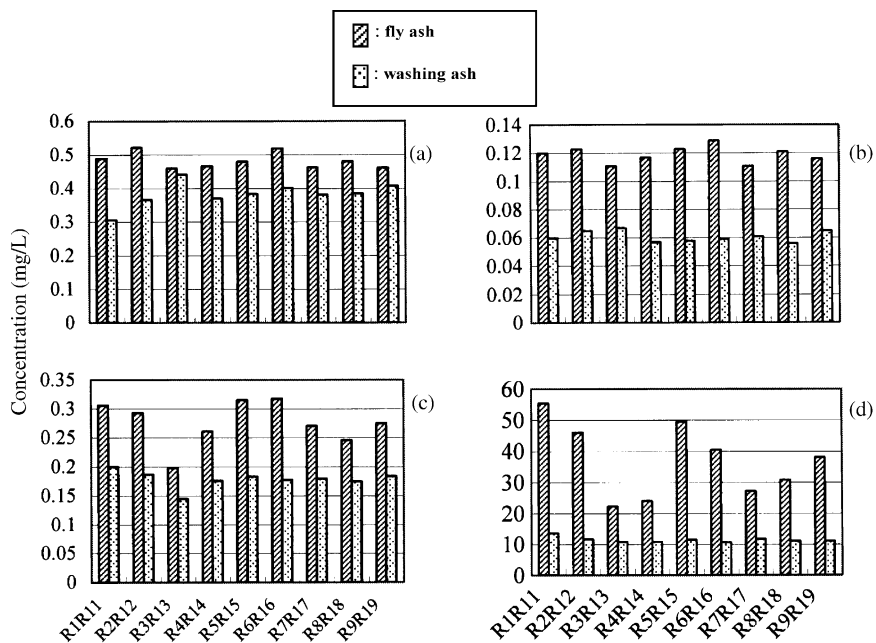 : fly ash
: washing ash
Concentration (mg/L)
(a)
0.6
0.5
0.4
0.3
0.2
0.1
0
(b)
0.14
0.12
0.1
0.08
0.06
0.04
0.02
0
(c)
0.35
0.3
0.25
0.2
0.15
0.1
0.05
0
R1R11
R2R12
R3R13
R4R14
R5R15
R6R16
R7R17
R8R18
R9R19
(d)
60
50
40
30
20
10
0
R1R11
R2R12
R3R13
R4R14
R5R15
R6R16
R7R17
R8R18
R9R19